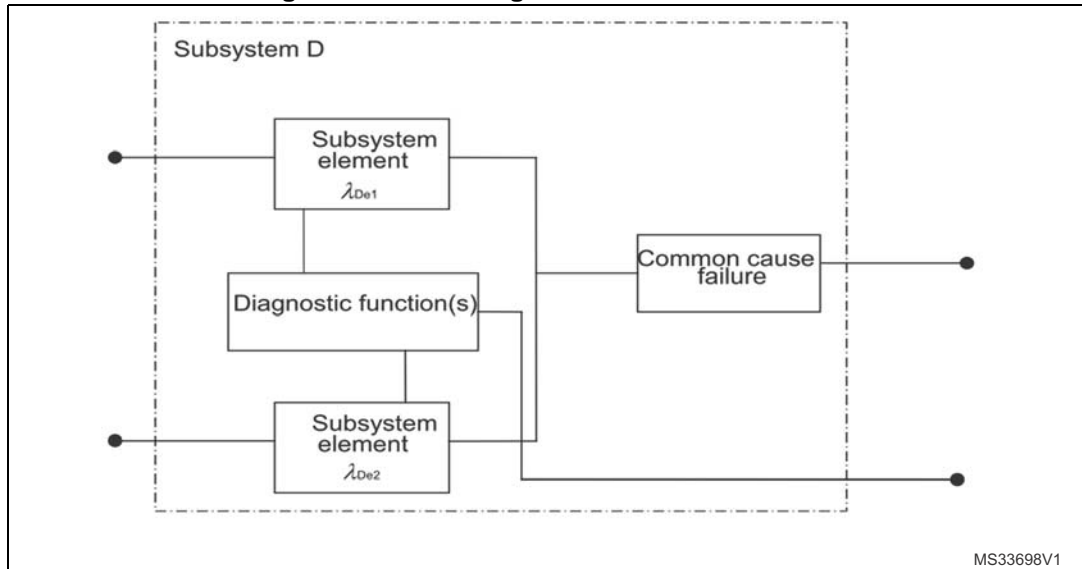 Subsystem D
Subsystem
element
λDe1
Common cause
failure
Diagnostic function(s)
Subsystem
element
λDe2
MS33698V1